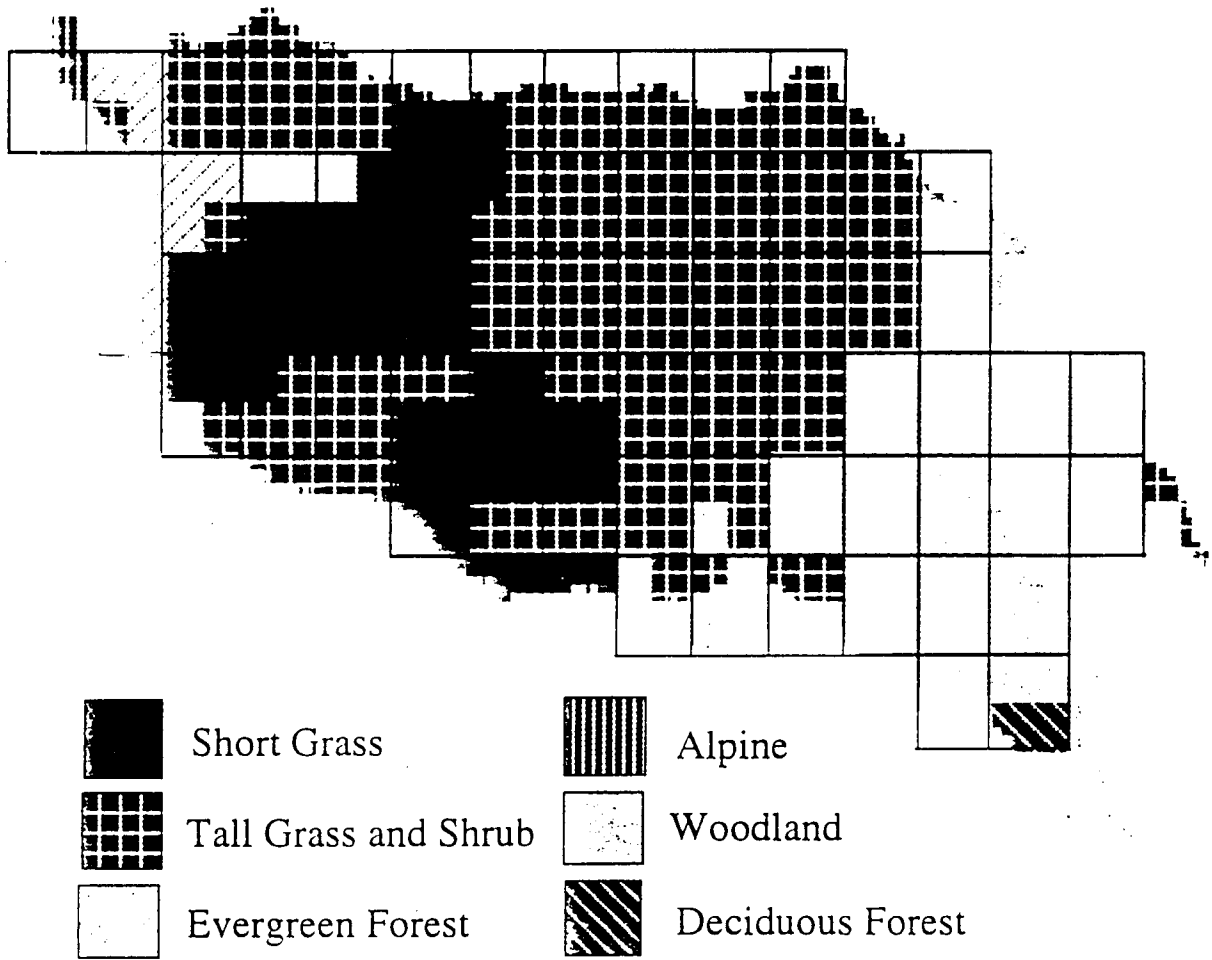 Short Grass
Tall Grass and Shrub
Evergreen Forest
Alpine
Woodland
Deciduous Forest